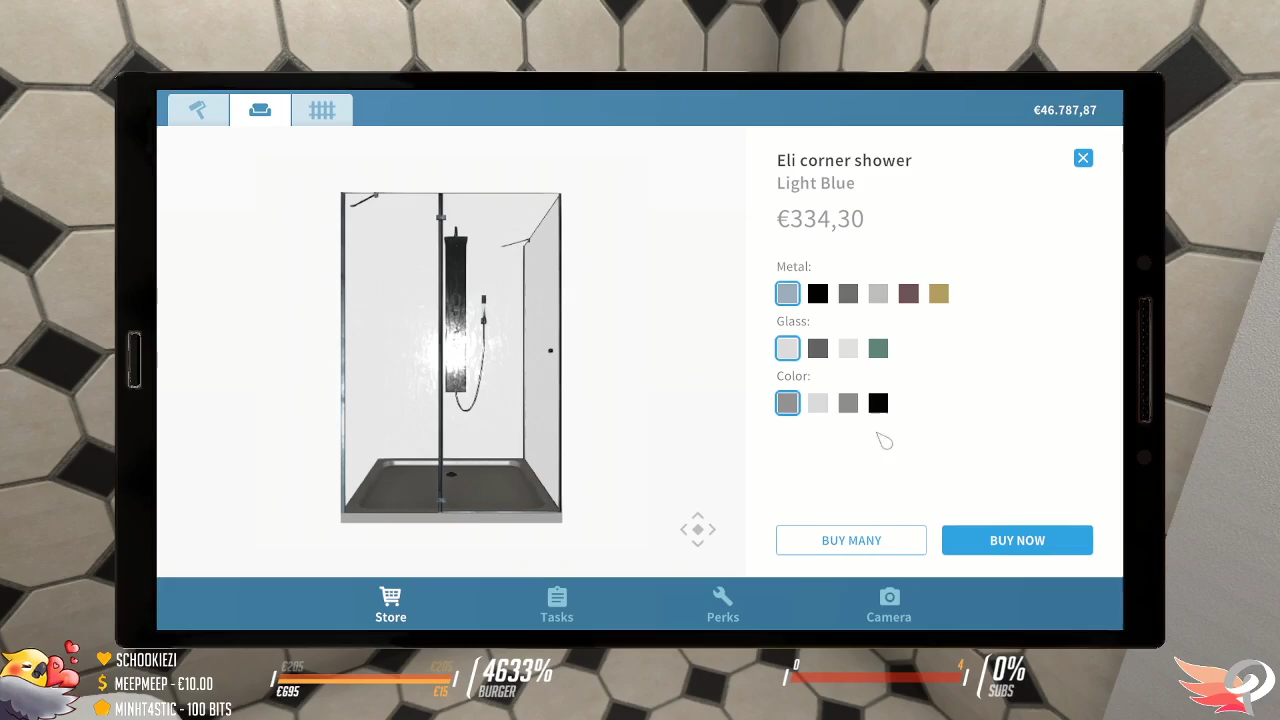 €46.787,87
Eli corner shower
Light Blue
€334,30
Metal:
Glass:
Color:
BUY MANY
BUY NOW
Store
Tasks
Perks
Camera
SCHOOKIEZI
MEEPMEEP - €10.00
MINHT4STIC - 100 BITS
€205
€205
€695
€15
4633%
BURGER
0
4
0%
SUBS